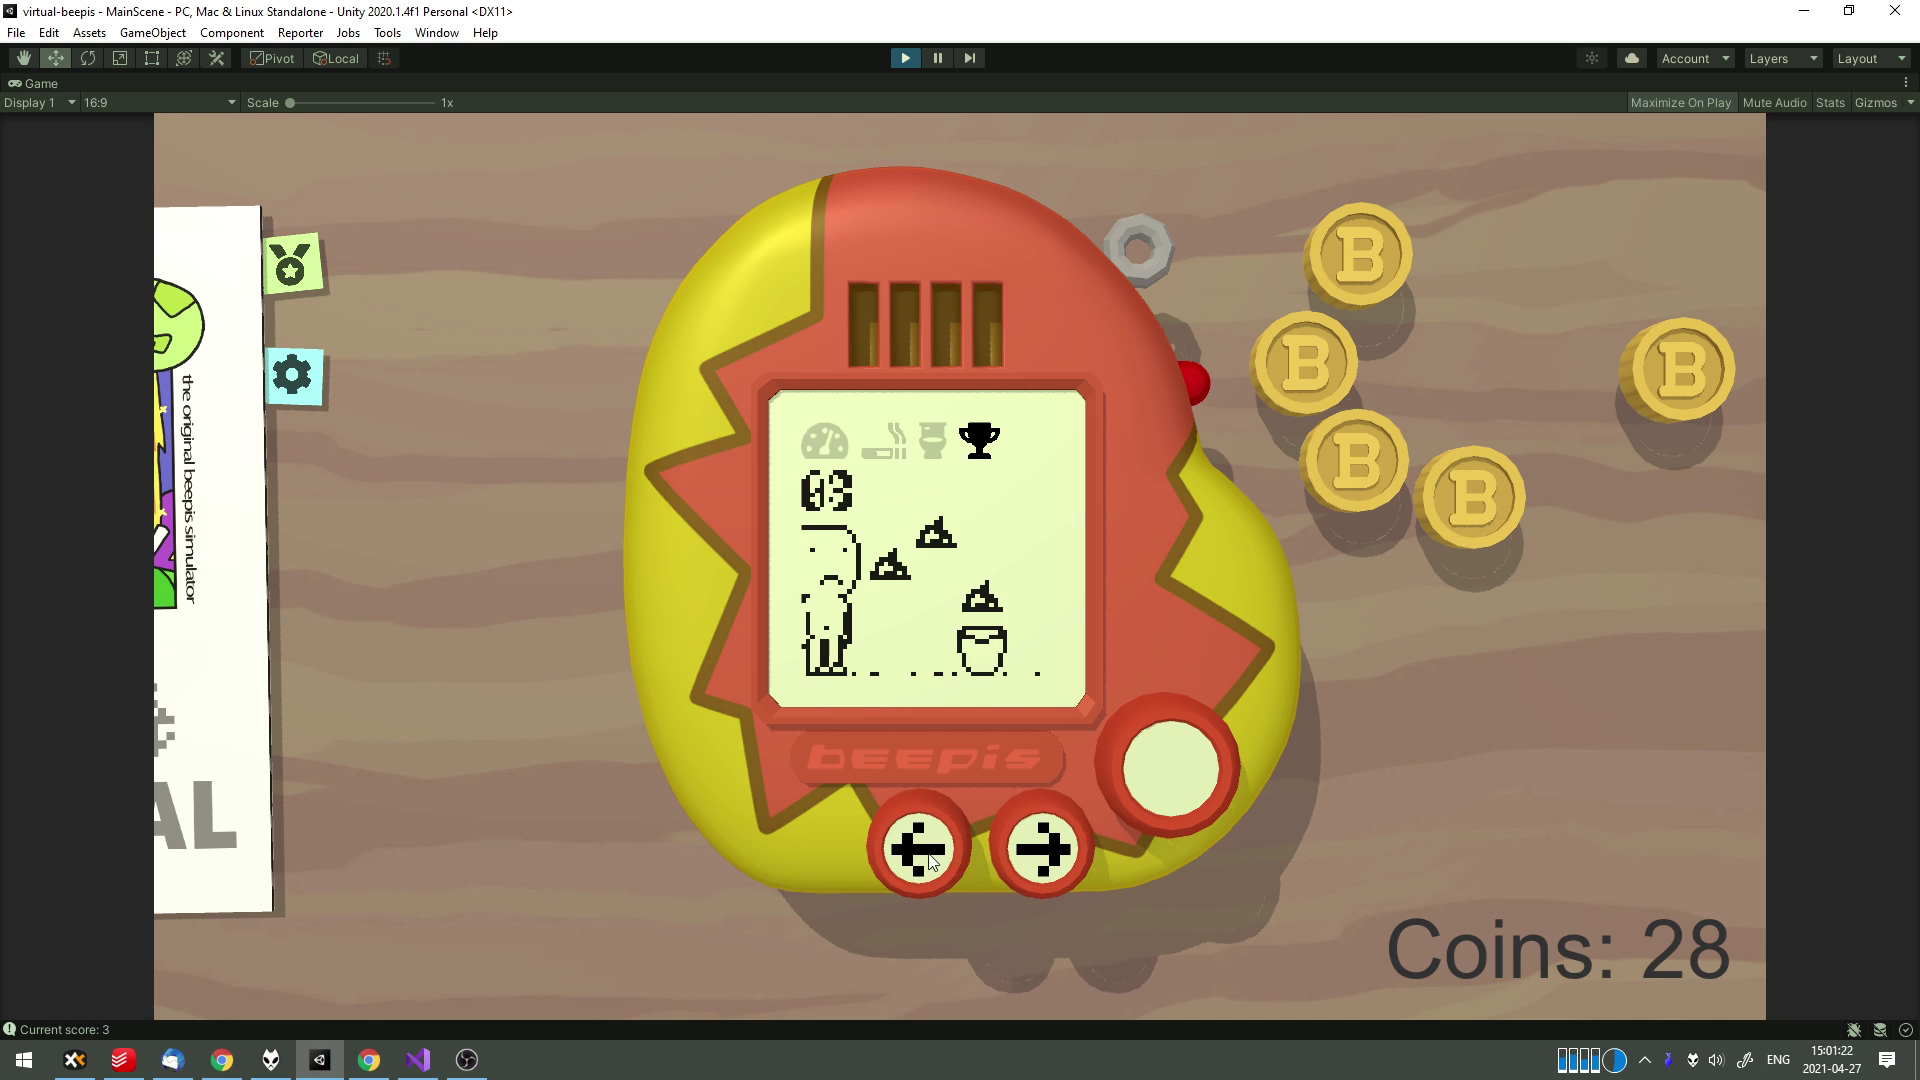 virtual-beepis - MainScene - PC, Mac & Linux Standalone - Unity 2020.1.4f1 Personal <DX11>
File Edit Assets GameObject Component Reporter Jobs Tools Window Help
Pivot Local Account Layers Layout
Game
Display 1 16:9 Scale 1x Maximize On Play Mute Audio Stats Gizmos
the original beepis simulator
AL
03
beepis
B
B
B
B
B
Coins: 28
Current score: 3
ENG
15:01:22
2021-04-27